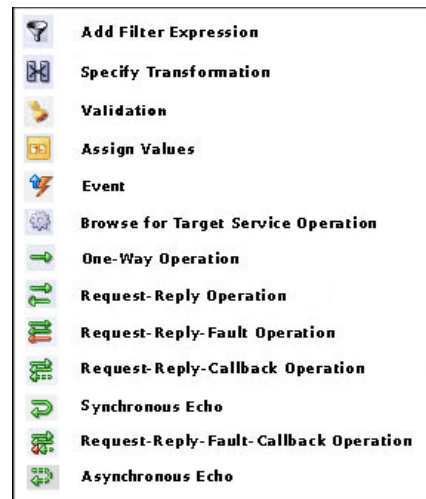 Add Filter Expression
Specify Transformation
Validation
Assign Values
Event
Browse for Target Service Operation
One-Way Operation
Request-Reply Operation
Request-Reply-Fault Operation
Request-Reply-Callback Operation
Synchronous Echo
Request-Reply-Fault-Callback Operation
Asynchronous Echo